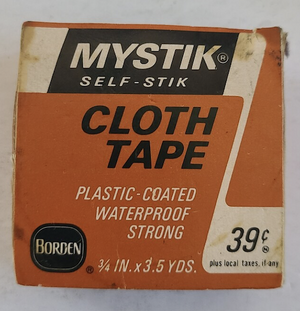 MYSTIK®
SELF-STIK
CLOTH
TAPE
PLASTIC-COATED
WATERPROOF
STRONG
BORDEN
®
3/4 IN. x 3.5 YDS.
39¢
plus local taxes, if any